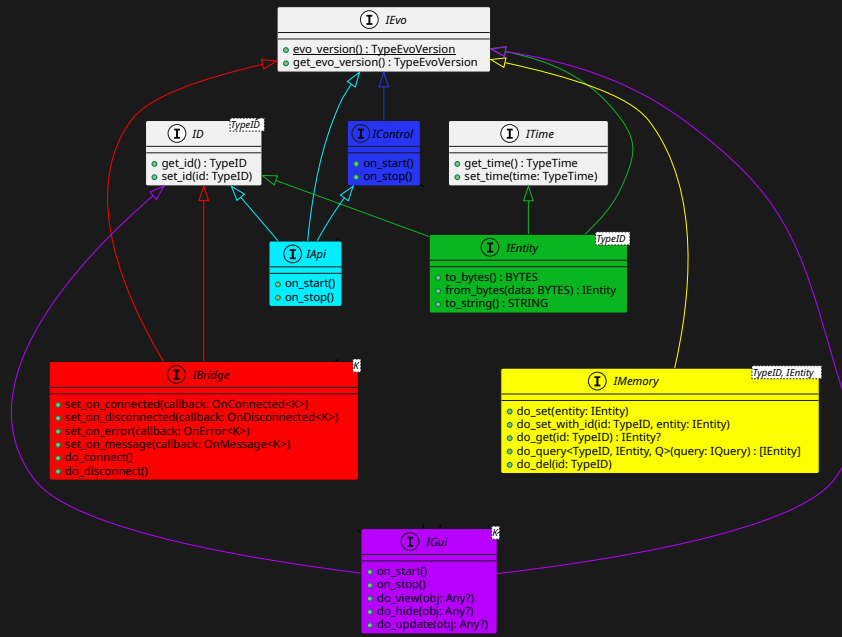 I IEvo
evo_version() : TypeEvoVersion
get_evo_version() : TypeEvoVersion
I ID
TypeID
get_id() : TypeID
set_id(id: TypeID)
I IControl
on_start()
on_stop()
I ITime
get_time() : TypeTime
set_time(time: TypeTime)
I IApi
on_start()
on_stop()
I IEntity
TypeID
to_bytes() : BYTES
from_bytes(data: BYTES) : IEntity
to_string() : STRING
I IBridge
K
set_on_connected(callback: OnConnected<K>)
set_on_disconnected(callback: OnDisconnected<K>)
set_on_error(callback: OnError<K>)
set_on_message(callback: OnMessage<K>)
do_connect()
do_disconnect()
I IMemory
TypeID, IEntity
do_set(entity: IEntity)
do_set_with_id(id: TypeID, entity: IEntity)
do_get(id: TypeID) : IEntity?
do_query<TypeID, IEntity, Q>(query: IQuery) : [IEntity]
do_del(id: TypeID)
I IGui
K
on_start()
on_stop()
do_view(obj: Any?)
do_hide(obj: Any?)
do_update(obj: Any?)